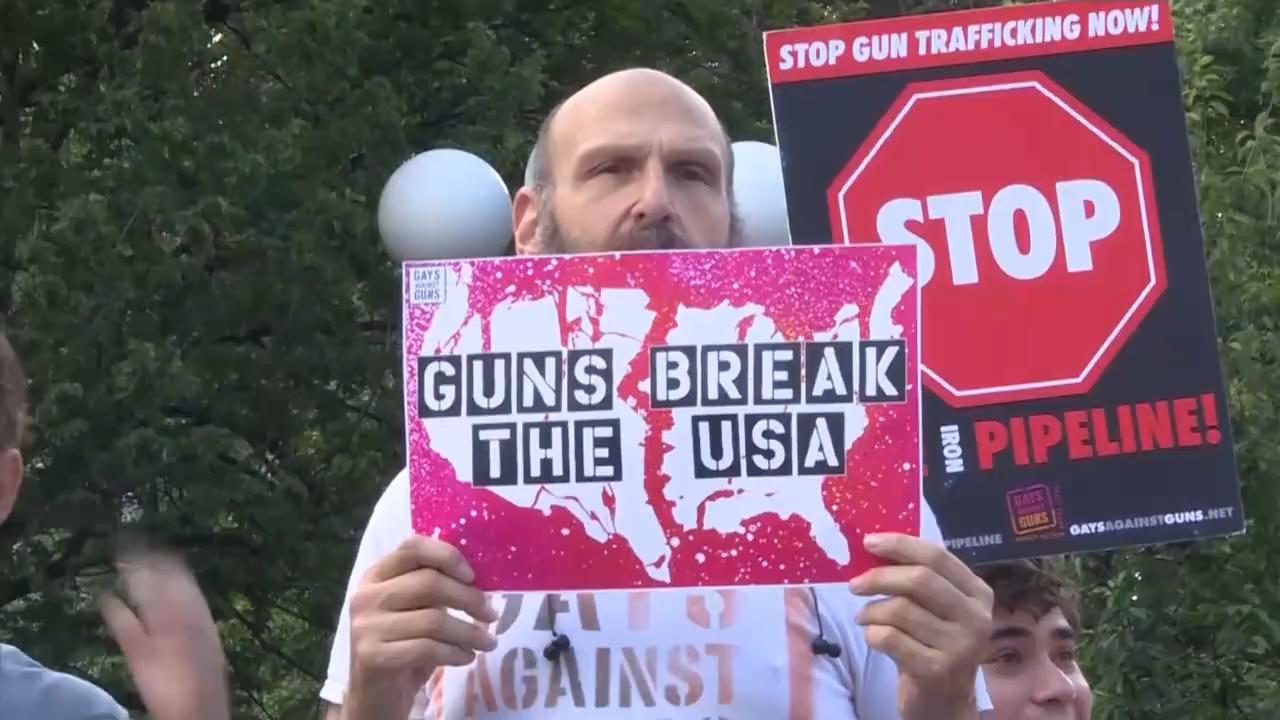 STOP GUN TRAFFICKING NOW!
STOP
IRON
PIPELINE!
GAYS
AGAINST
GUNS
PIPELINE
GAYSAGAINSTGUNS.NET
GAYS
AGAINST
GUNS
GUNS BREAK
THE USA
GAYS
AGAINST